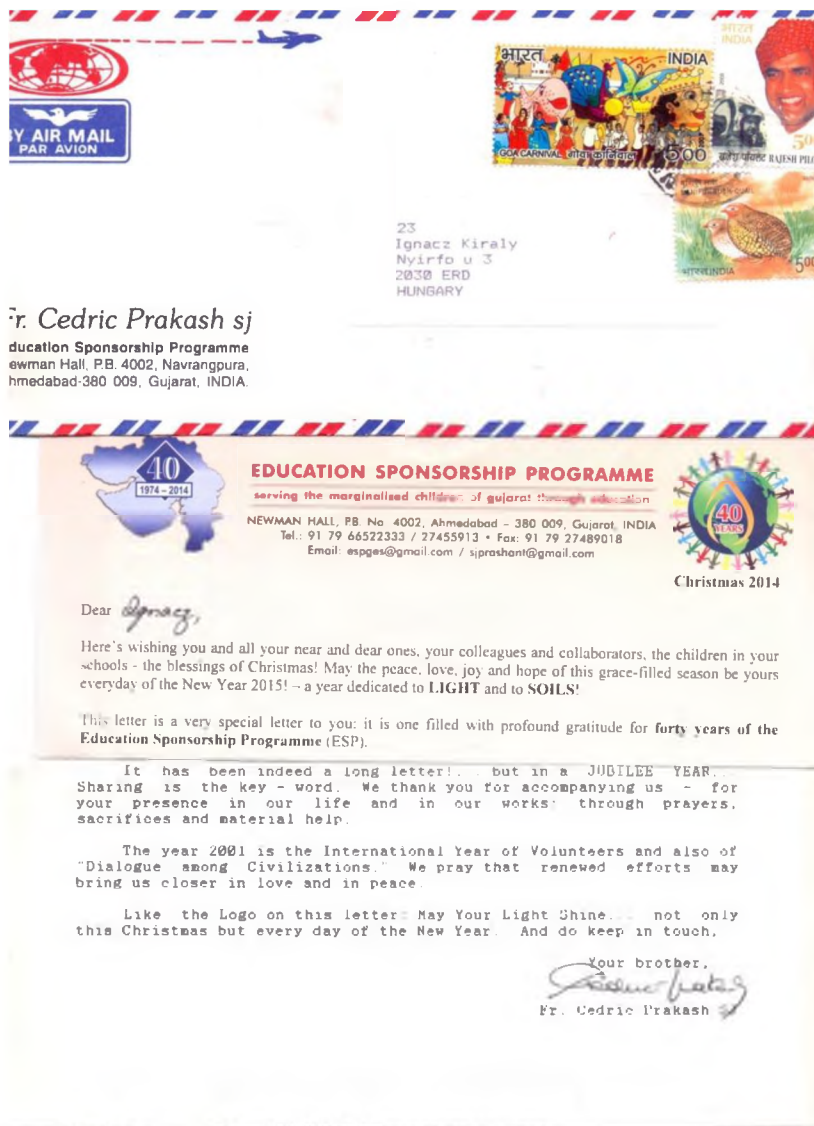 BY AIR MAIL
PAR AVION
भारत INDIA
GOA CARNIVAL गोवा कार्निवाल 5.00
भारत
INDIA
RAJESH PILO
भारत INDIA 500
23
Ignacz Kiraly
Nyirfo u 3
2030 ERD
HUNGARY
Fr. Cedric Prakash sj
ducation Sponsorship Programme
ewman Hall, P.B. 4002, Navrangpura,
hmedabad-380 009, Gujarat, INDIA.
40
1974 - 2014
EDUCATION SPONSORSHIP PROGRAMME
serving the marginalised children of gujarat through education
NEWMAN HALL, P.B. No 4002, Ahmedabad - 380 009, Gujarat, INDIA
Tel.: 91 79 66522333 / 27455913 • Fax: 91 79 27489018
Email: espges@gmail.com / sjprashant@gmail.com
40
YEARS
Christmas 2014
Dear Ignacz,
Here's wishing you and all your near and dear ones, your colleagues and collaborators, the children in your
schools - the blessings of Christmas! May the peace, love, joy and hope of this grace-filled season be yours
everyday of the New Year 2015! – a year dedicated to LIGHT and to SOILS!
This letter is a very special letter to you: it is one filled with profound gratitude for forty years of the
Education Sponsorship Programme (ESP).
It has been indeed a long letter!... but in a JUBILEE YEAR...
Sharing is the key - word. We thank you for accompanying us - for
your presence in our life and in our works: through prayers,
sacrifices and material help.
The year 2001 is the International Year of Volunteers and also of
"Dialogue among Civilizations." We pray that renewed efforts may
bring us closer in love and in peace.
Like the Logo on this letter: May Your Light Shine... not only
this Christmas but every day of the New Year. And do keep in touch,
Your brother,
Cedric Prakash
Fr. Cedric Prakash sj